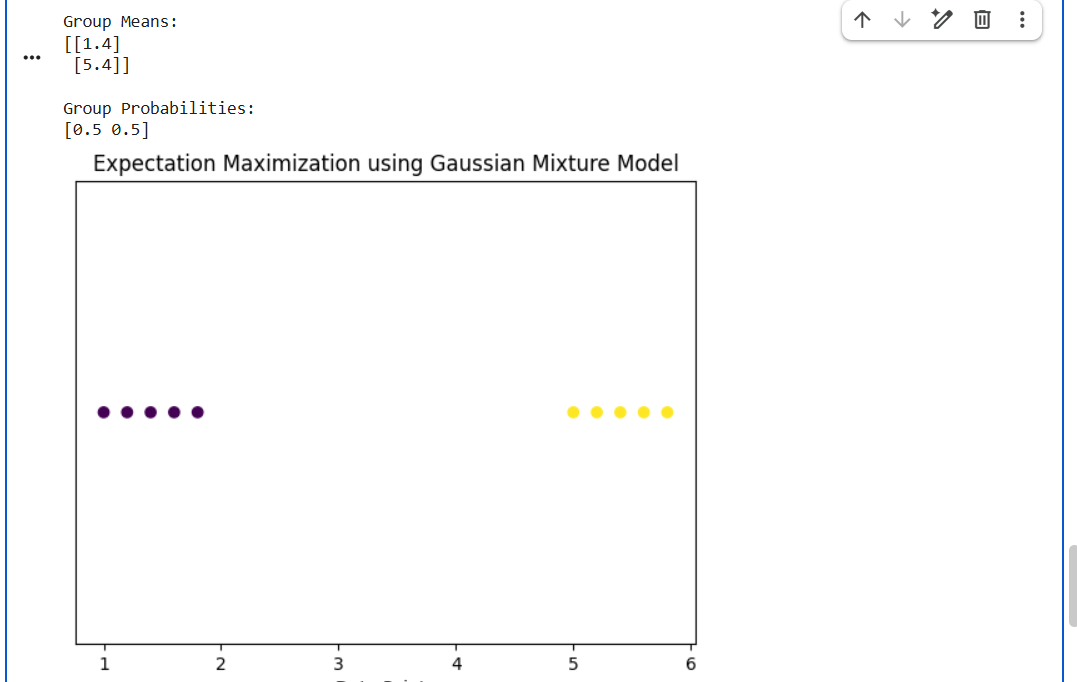 Group Means:
[[1.4]
 [5.4]]
Group Probabilities:
[0.5 0.5]
Expectation Maximization using Gaussian Mixture Model
1 2 3 4 5 6